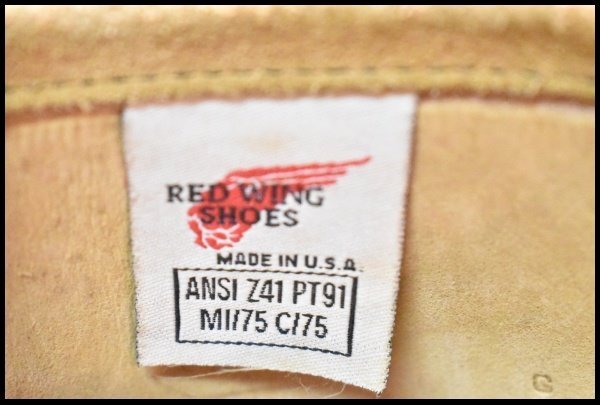 RED WING
SHOES
MADE IN U.S.A.
ANSI Z41 PT91
MI/75 C/75
G